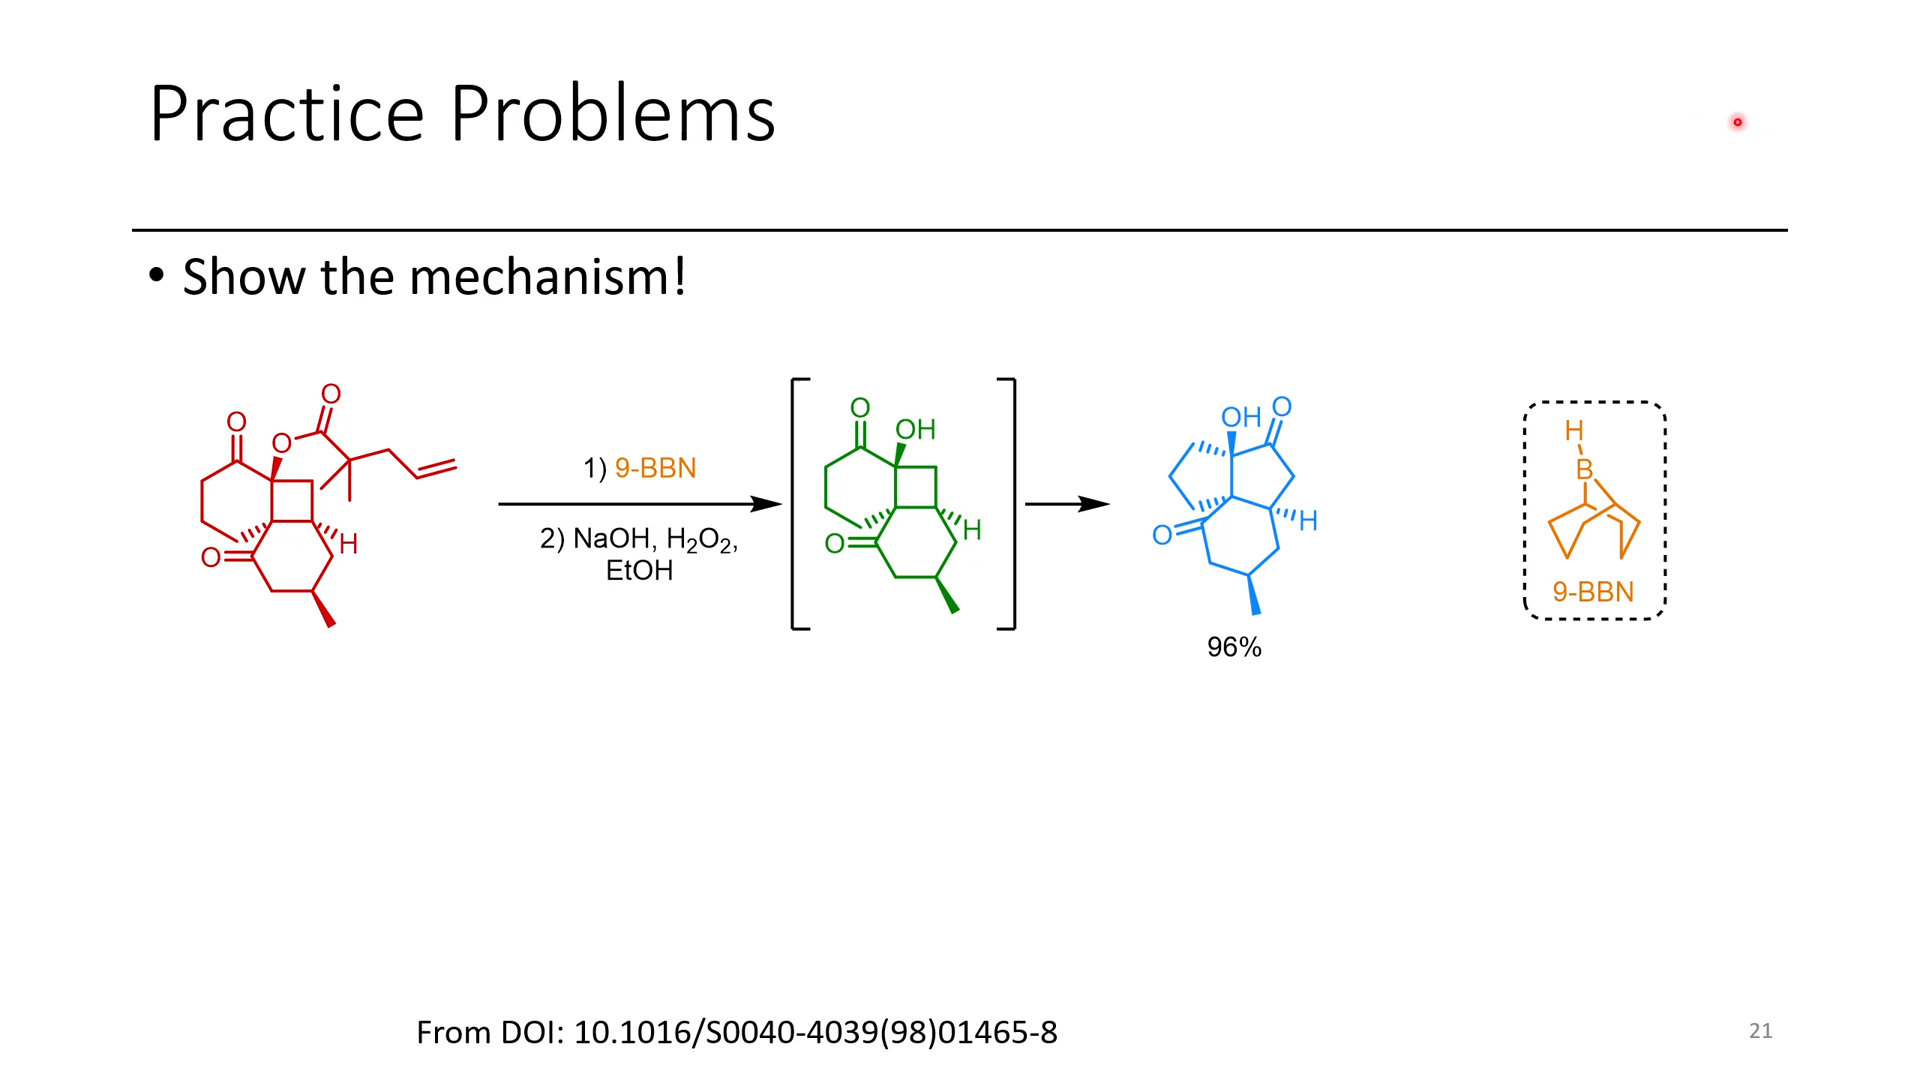 Practice Problems
• Show the mechanism!
O
O
O
O
H
1) 9-BBN
2) NaOH, H₂O₂,
EtOH
O
OH
O
H
OH
O
O
H
96%
H
B
9-BBN
From DOI: 10.1016/S0040-4039(98)01465-8
21